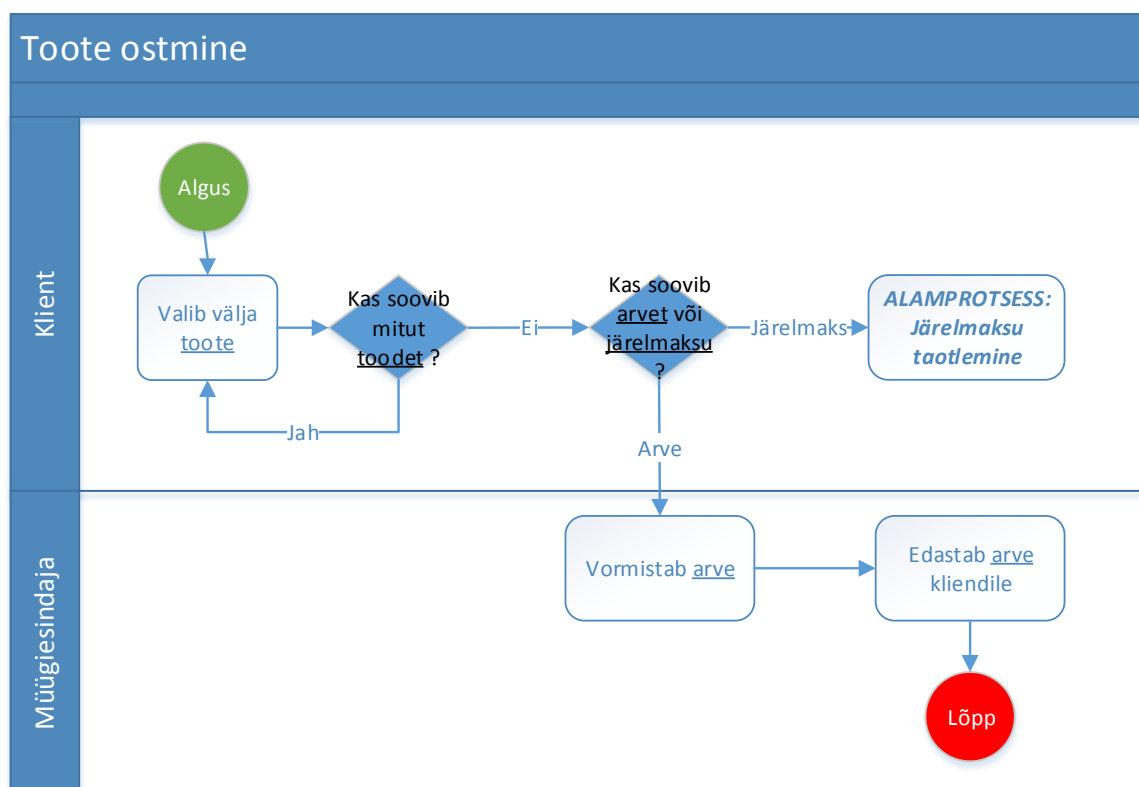 Toote ostmine
Klient
Algus
Valib välja
toote
Kas soovib
mitut
toodet ?
Jah
Ei
Kas soovib
arvet või
järelmaksu
?
Järelmaks
ALAMPROTSESS:
Järelmaksu
taotlemine
Arve
Müügiesindaja
Vormistab arve
Edastab arve
kliendile
Lõpp